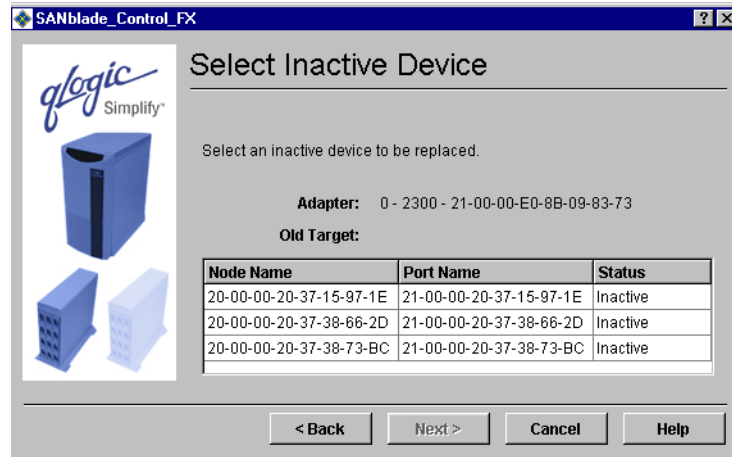 SANblade_Control_FX
qlogic
Simplify™
Select Inactive Device
Select an inactive device to be replaced.
Adapter: 0 - 2300 - 21-00-00-E0-8B-09-83-73
Old Target:
Node Name Port Name Status
20-00-00-20-37-15-97-1E 21-00-00-20-37-15-97-1E Inactive
20-00-00-20-37-38-66-2D 21-00-00-20-37-38-66-2D Inactive
20-00-00-20-37-38-73-BC 21-00-00-20-37-38-73-BC Inactive
< Back Next > Cancel Help